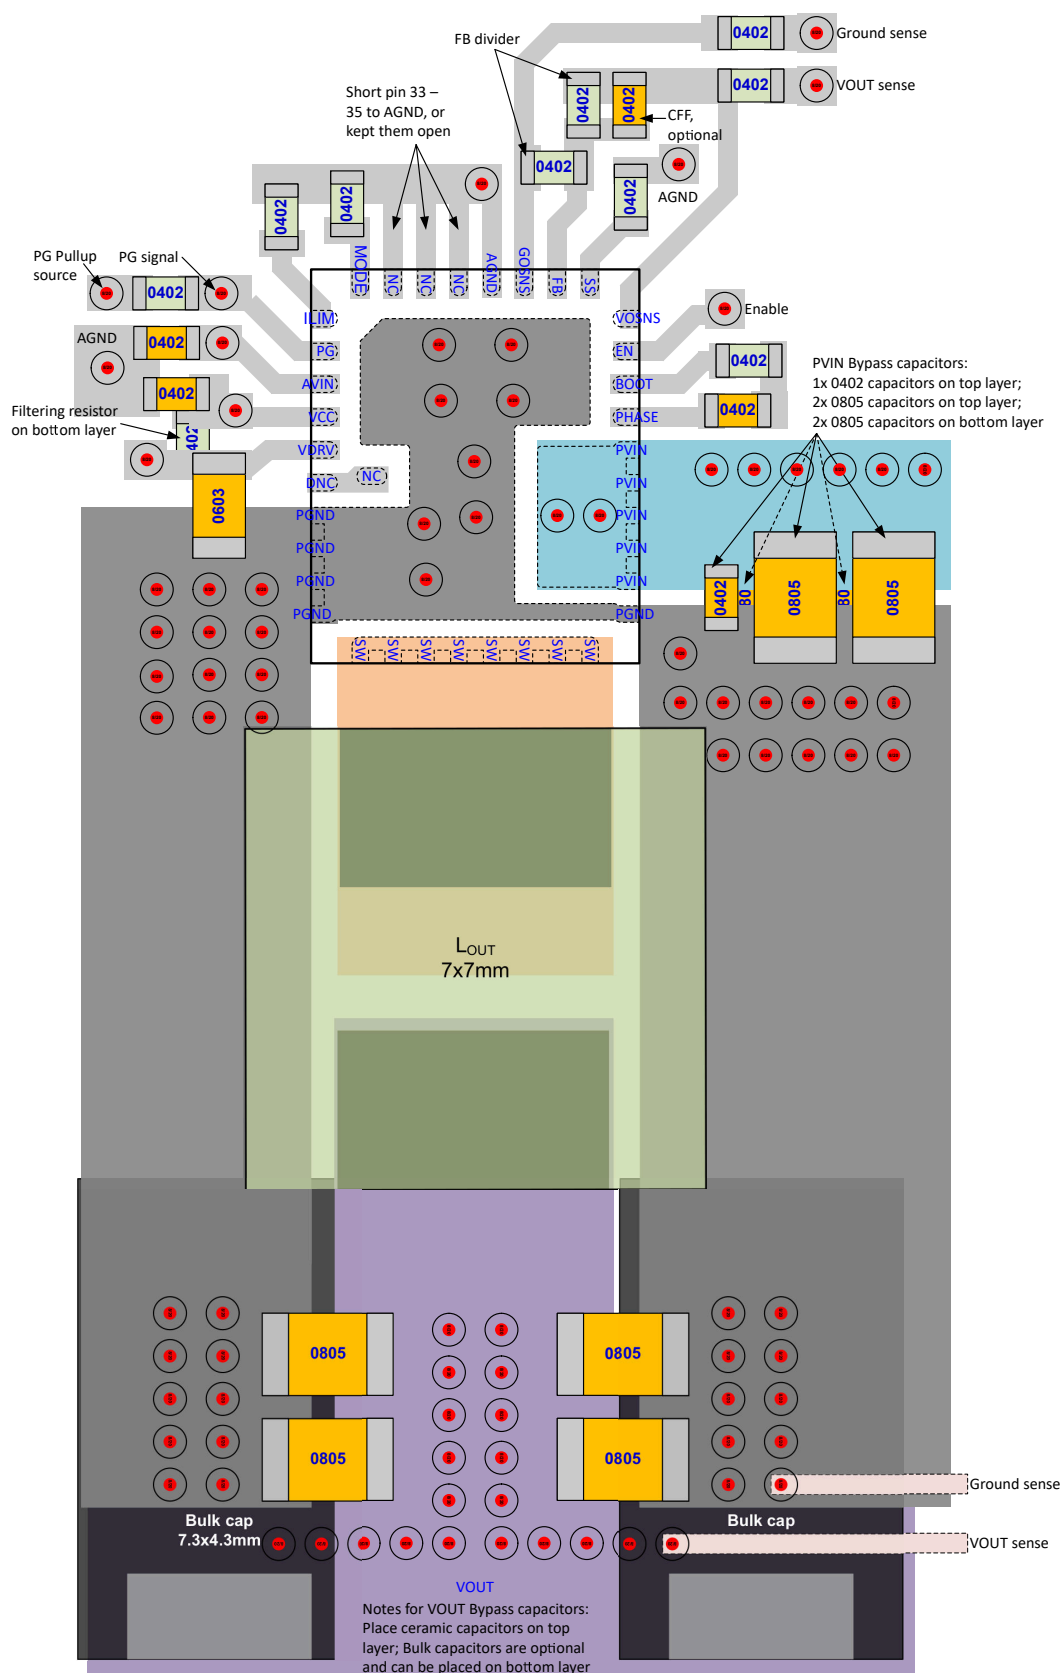 0402
Ground sense
FB divider
0402
VOUT sense
0402
0402
CFF,
optional
Short pin 33 –
35 to AGND, or
kept them open
0402
0402
AGND
0402
0402
PG Pullup
source
PG signal
0402
MODE
NC
NC
NC
AGND
GOSNS
FB
SS
ILIM
VOSNS
Enable
AGND
0402
PG
EN
0402
AVIN
BOOT
0402
PVIN Bypass capacitors:
1x 0402 capacitors on top layer;
2x 0805 capacitors on top layer;
2x 0805 capacitors on bottom layer
Filtering resistor
on bottom layer
VCC
PHASE
0402
VDRV
PVIN
DNC
NC
PVIN
0603
PGND
PVIN
PGND
PVIN
PGND
PVIN
PGND
PGND
0402
0805
0805
SW
SW
SW
SW
SW
SW
SW
SW
LOUT
7x7mm
0805
0805
0805
0805
Ground sense
Bulk cap
7.3x4.3mm
Bulk cap
VOUT sense
VOUT
Notes for VOUT Bypass capacitors:
Place ceramic capacitors on top
layer; Bulk capacitors are optional
and can be placed on bottom layer